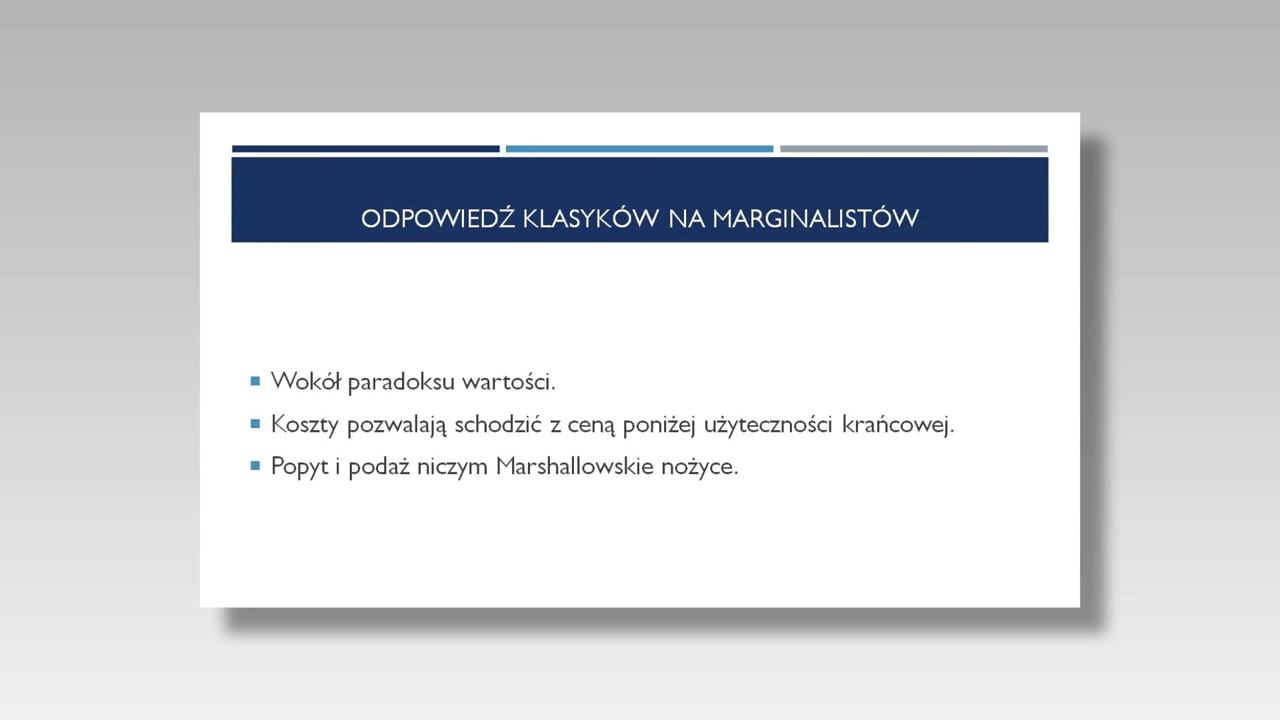 ODPOWIEDŹ KLASYKÓW NA MARGINALISTÓW
Wokół paradoksu wartości.
Koszty pozwalają schodzić z ceną poniżej użyteczności krańcowej.
Popyt i podaż niczym Marshallowskie nożyce.